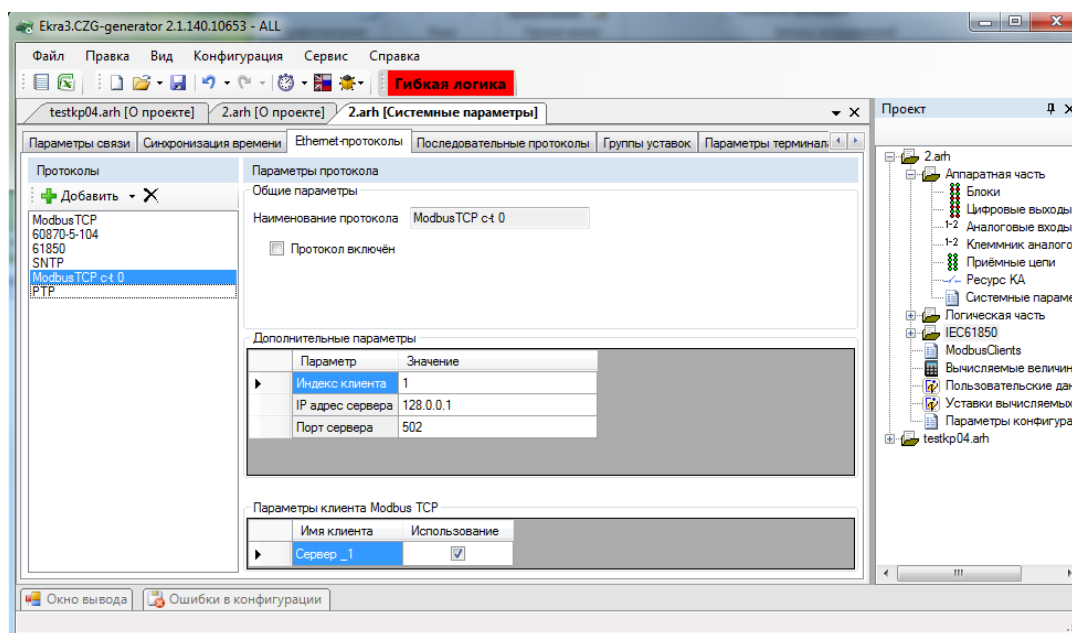 Ekra3.CZG-generator 2.1.140.10653 - ALL
Файл Правка Вид Конфигурация Сервис Справка
Гибкая логика
testkp04.arh [О проекте] 2.arh [О проекте] 2.arh [Системные параметры]
Параметры связи Синхронизация времени Ethernet-протоколы Последовательные протоколы Группы уставок Параметры терминал
Протоколы
Добавить
ModbusTCP
60870-5-104
61850
SNTP
ModbusTCP c-t 0
PTP
Параметры протокола
Общие параметры
Наименование протокола ModbusTCP c-t 0
Протокол включён
Дополнительные параметры
Параметр Значение
Индекс клиента 1
IP адрес сервера 128.0.0.1
Порт сервера 502
Параметры клиента Modbus TCP
Имя клиента Использование
Сервер _1
Проект
2.arh
Аппаратная часть
Блоки
Цифровые выходы
1-2 Аналоговые входы
1-2 Клеммник аналого
Приёмные цепи
Ресурс КА
Системные параме
Логическая часть
IEC61850
ModbusClients
Вычисляемые величин
Пользовательские дан
Уставки вычисляемых
Параметры конфигура
testkp04.arh
Окно вывода Ошибки в конфигурации